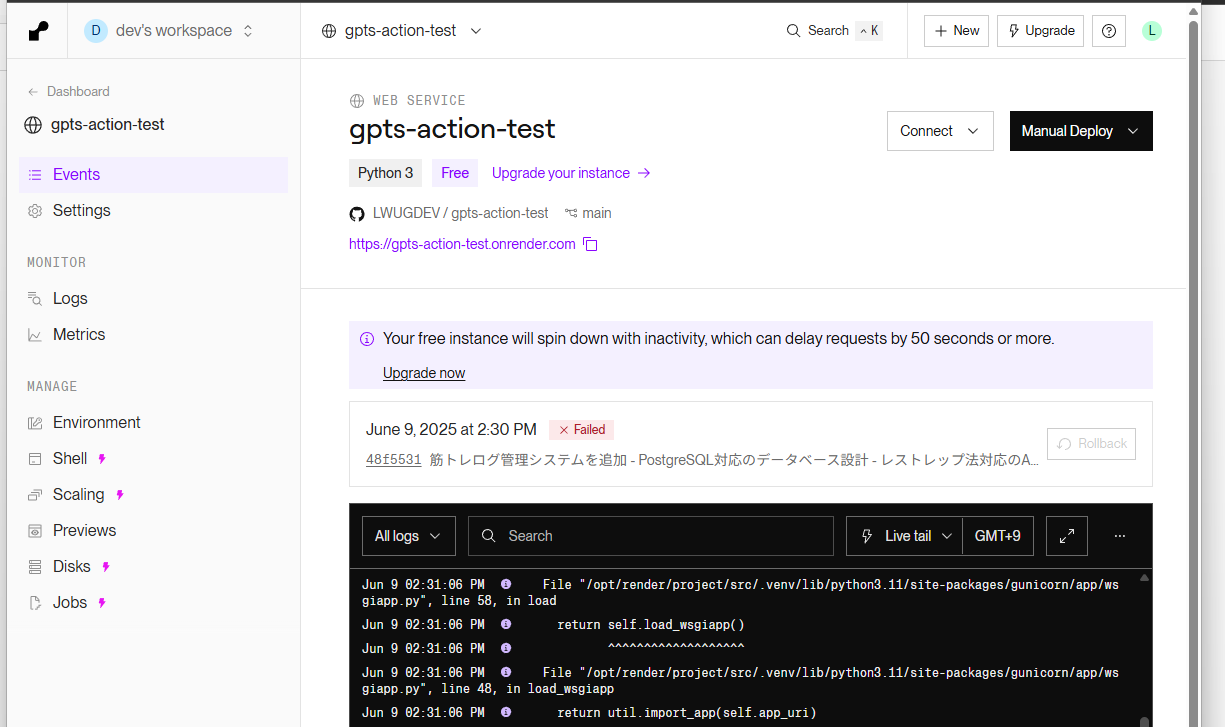 D dev's workspace
gpts-action-test
Search ^ K
+ New
Upgrade
L
← Dashboard
gpts-action-test
Events
Settings
MONITOR
Logs
Metrics
MANAGE
Environment
Shell
Scaling
Previews
Disks
Jobs
WEB SERVICE
gpts-action-test
Connect
Manual Deploy
Python 3 Free Upgrade your instance →
LWUGDEV / gpts-action-test main
https://gpts-action-test.onrender.com
Your free instance will spin down with inactivity, which can delay requests by 50 seconds or more.
Upgrade now
June 9, 2025 at 2:30 PM × Failed
48f5531 筋トレログ管理システムを追加 - PostgreSQL対応のデータベース設計 - レストレップ法対応のA...
Rollback
All logs
Search
Live tail
GMT+9
...
Jun 9 02:31:06 PM File "/opt/render/project/src/.venv/lib/python3.11/site-packages/gunicorn/app/ws
giapp.py", line 58, in load
Jun 9 02:31:06 PM return self.load_wsgiapp()
Jun 9 02:31:06 PM ^^^^^^^^^^^^^^^^^^^
Jun 9 02:31:06 PM File "/opt/render/project/src/.venv/lib/python3.11/site-packages/gunicorn/app/ws
giapp.py", line 48, in load_wsgiapp
Jun 9 02:31:06 PM return util.import_app(self.app_uri)